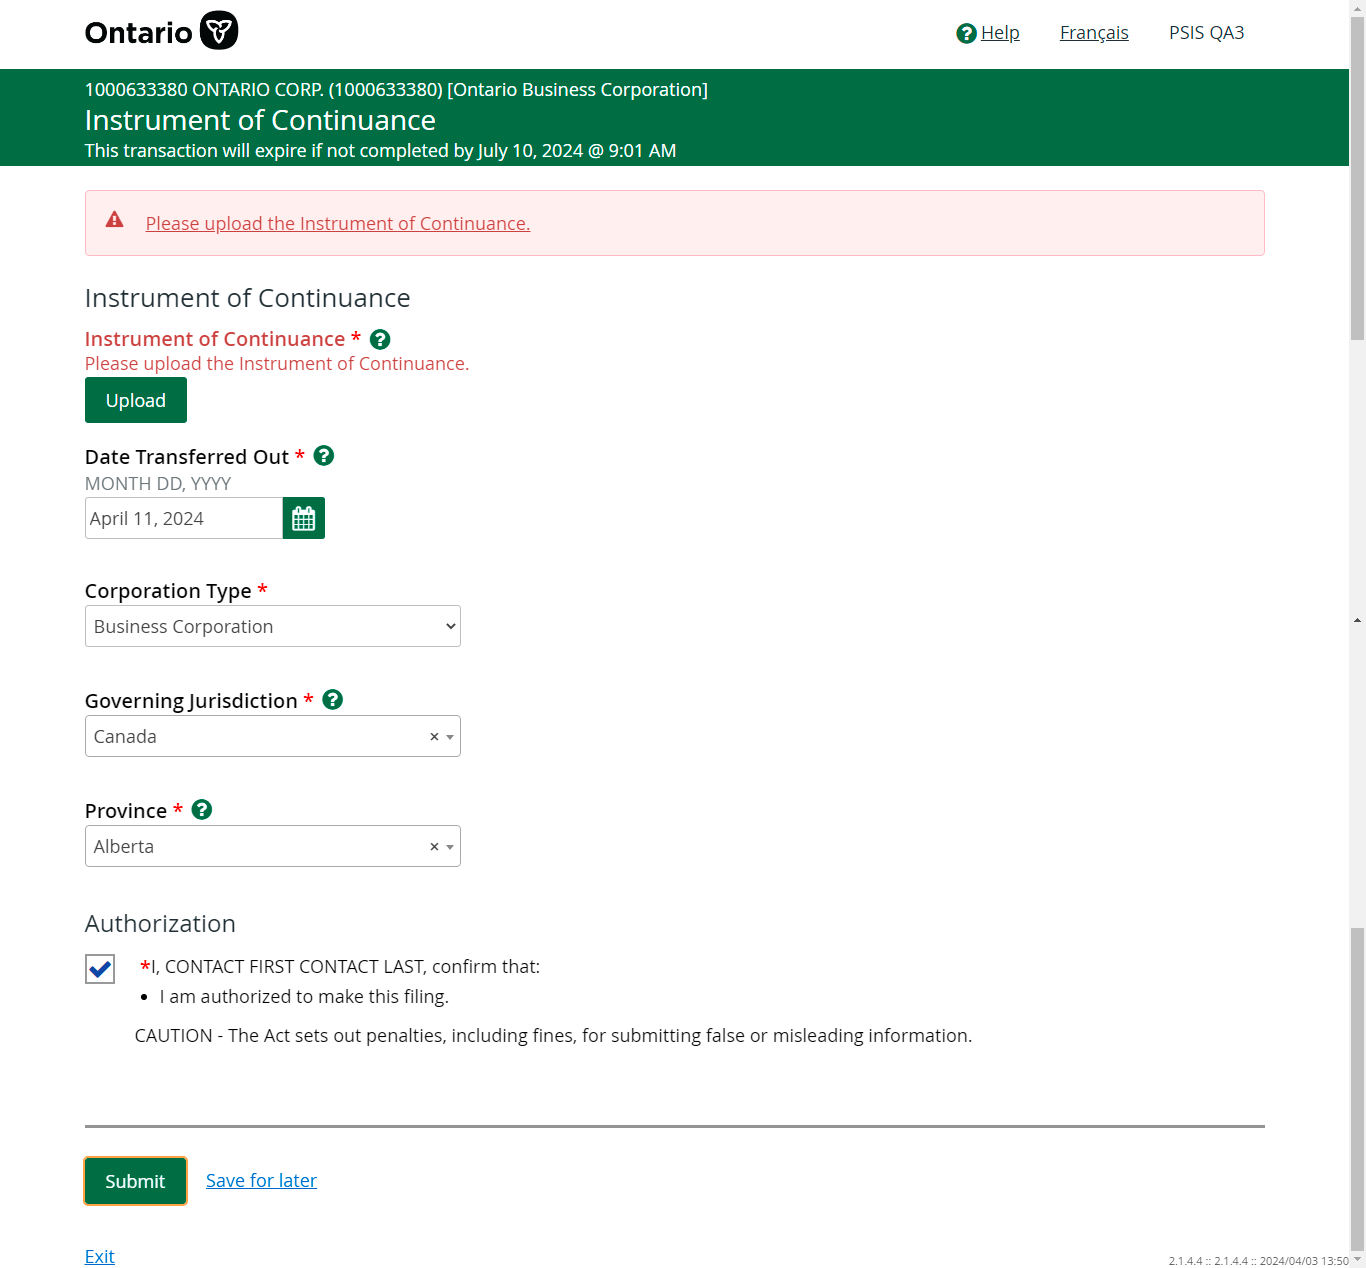 Ontario
Help
Français
PSIS QA3
1000633380 ONTARIO CORP. (1000633380) [Ontario Business Corporation]
Instrument of Continuance
This transaction will expire if not completed by July 10, 2024 @ 9:01 AM
Please upload the Instrument of Continuance.
Instrument of Continuance
Instrument of Continuance *
Please upload the Instrument of Continuance.
Upload
Date Transferred Out *
MONTH DD, YYYY
April 11, 2024
Corporation Type *
Business Corporation
Governing Jurisdiction *
Canada
Province *
Alberta
Authorization
*I, CONTACT FIRST CONTACT LAST, confirm that:
• I am authorized to make this filing.
CAUTION - The Act sets out penalties, including fines, for submitting false or misleading information.
Submit
Save for later
Exit
2.1.4.4 :: 2.1.4.4 :: 2024/04/03 13:50